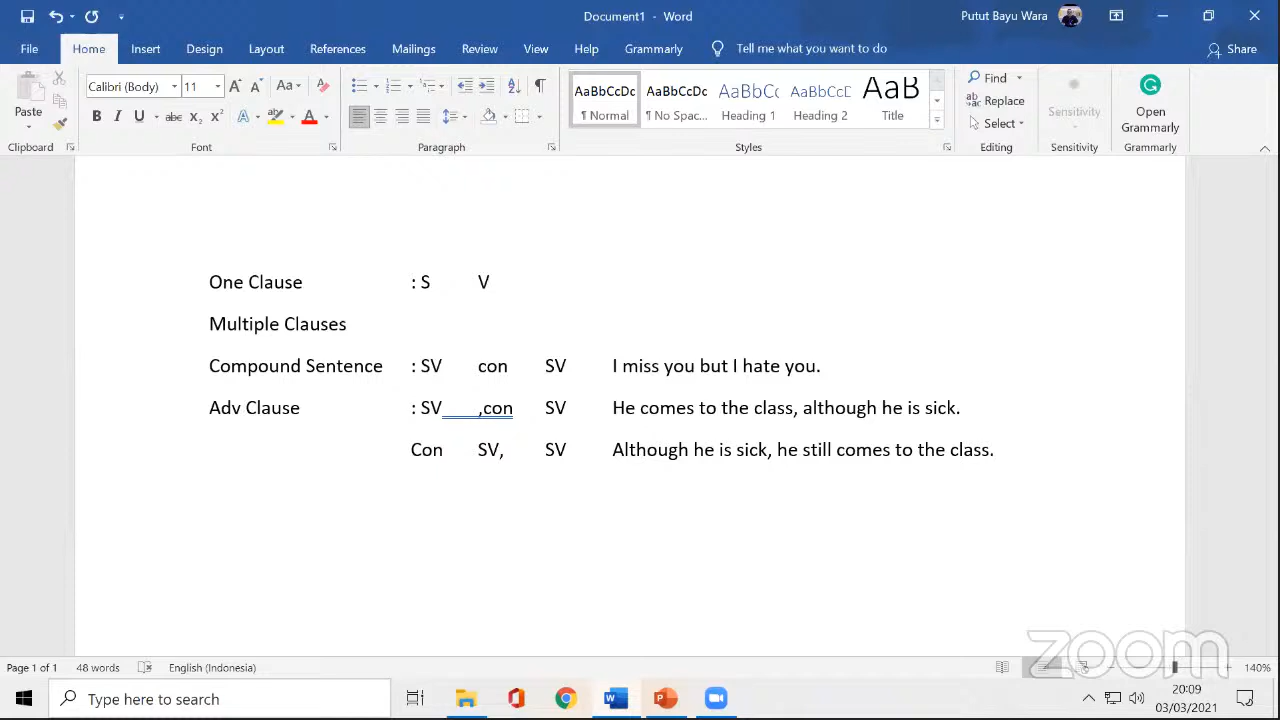 Document1 - Word
Putut Bayu Wara
File Home Insert Design Layout References Mailings Review View Help Grammarly Tell me what you want to do Share
Paste
Calibri (Body) 11
Aa
B I U abc x₂ x² A A
AaBbCcDc AaBbCcDc AaBbCc AaBbCcD AaB
¶ Normal ¶ No Spac... Heading 1 Heading 2 Title
Find
Replace
Select
Sensitivity
Open
Grammarly
Clipboard Font Paragraph Styles Editing Sensitivity Grammarly
One Clause : S V
Multiple Clauses
Compound Sentence : SV con SV I miss you but I hate you.
Adv Clause : SV ,con SV He comes to the class, although he is sick.
Con SV, SV Although he is sick, he still comes to the class.
zoom
Page 1 of 1 48 words English (Indonesia) 140%
Type here to search
20:09
03/03/2021